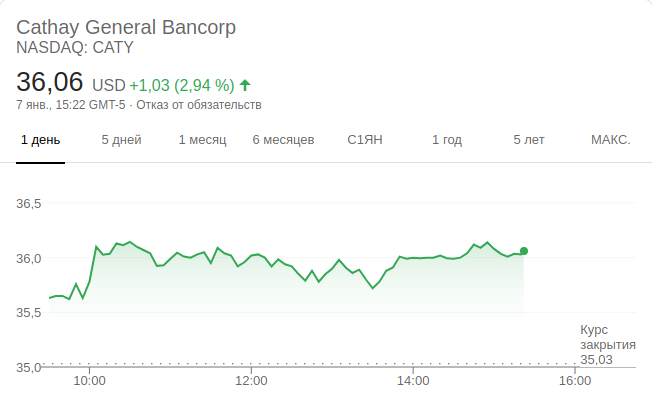 Cathay General Bancorp
NASDAQ: CATY
36,06 USD +1,03 (2,94 %)
7 янв., 15:22 GMT-5 · Отказ от обязательств
1 день 5 дней 1 месяц 6 месяцев С1ЯН 1 год 5 лет МАКС.
36,5
36,0
35,5
Курс
закрытия
35,03
35,0
10:00 12:00 14:00 16:00